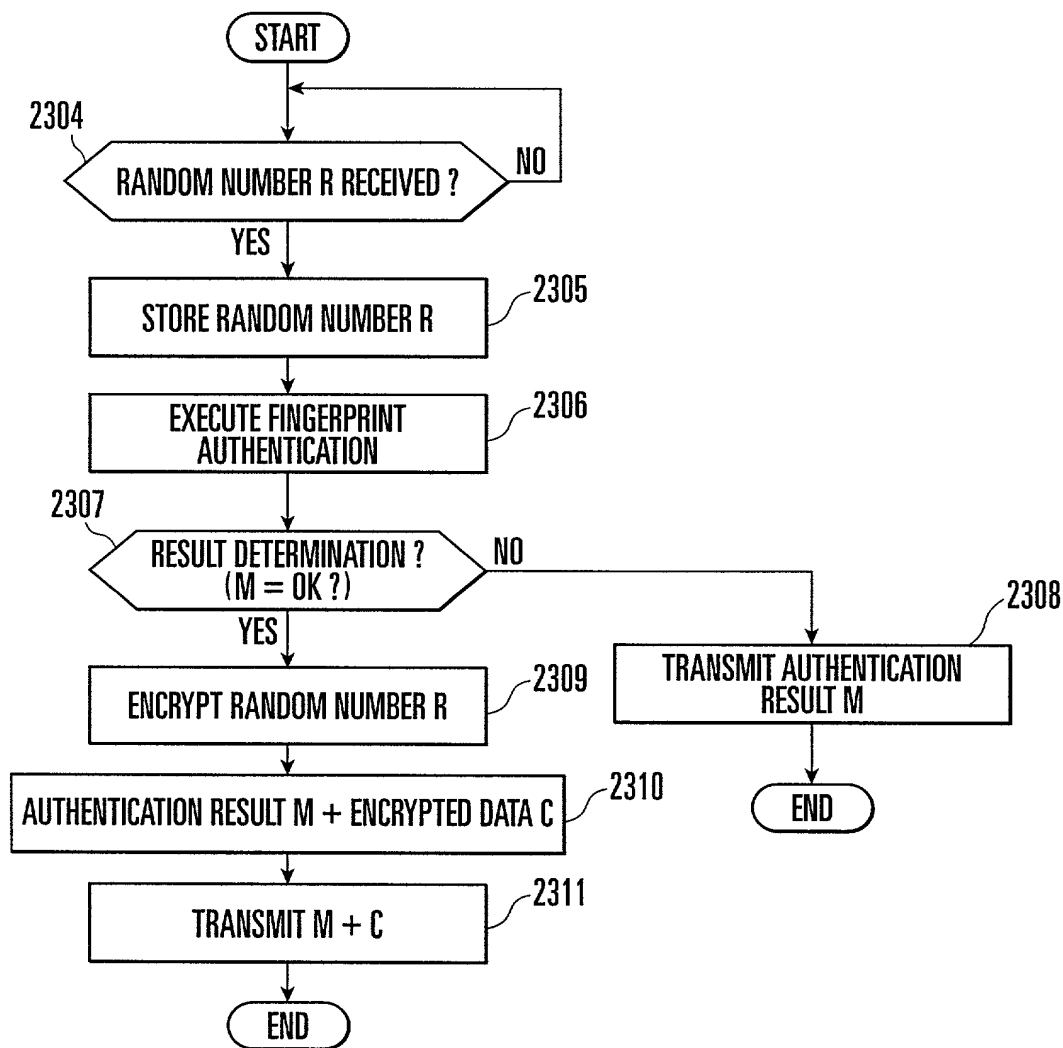 START
2304
RANDOM NUMBER R RECEIVED ?
NO
YES
2305
STORE RANDOM NUMBER R
2306
EXECUTE FINGERPRINT
AUTHENTICATION
2307
RESULT DETERMINATION ?
(M = OK ?)
NO
YES
2308
TRANSMIT AUTHENTICATION
RESULT M
END
2309
ENCRYPT RANDOM NUMBER R
2310
AUTHENTICATION RESULT M + ENCRYPTED DATA C
2311
TRANSMIT M + C
END